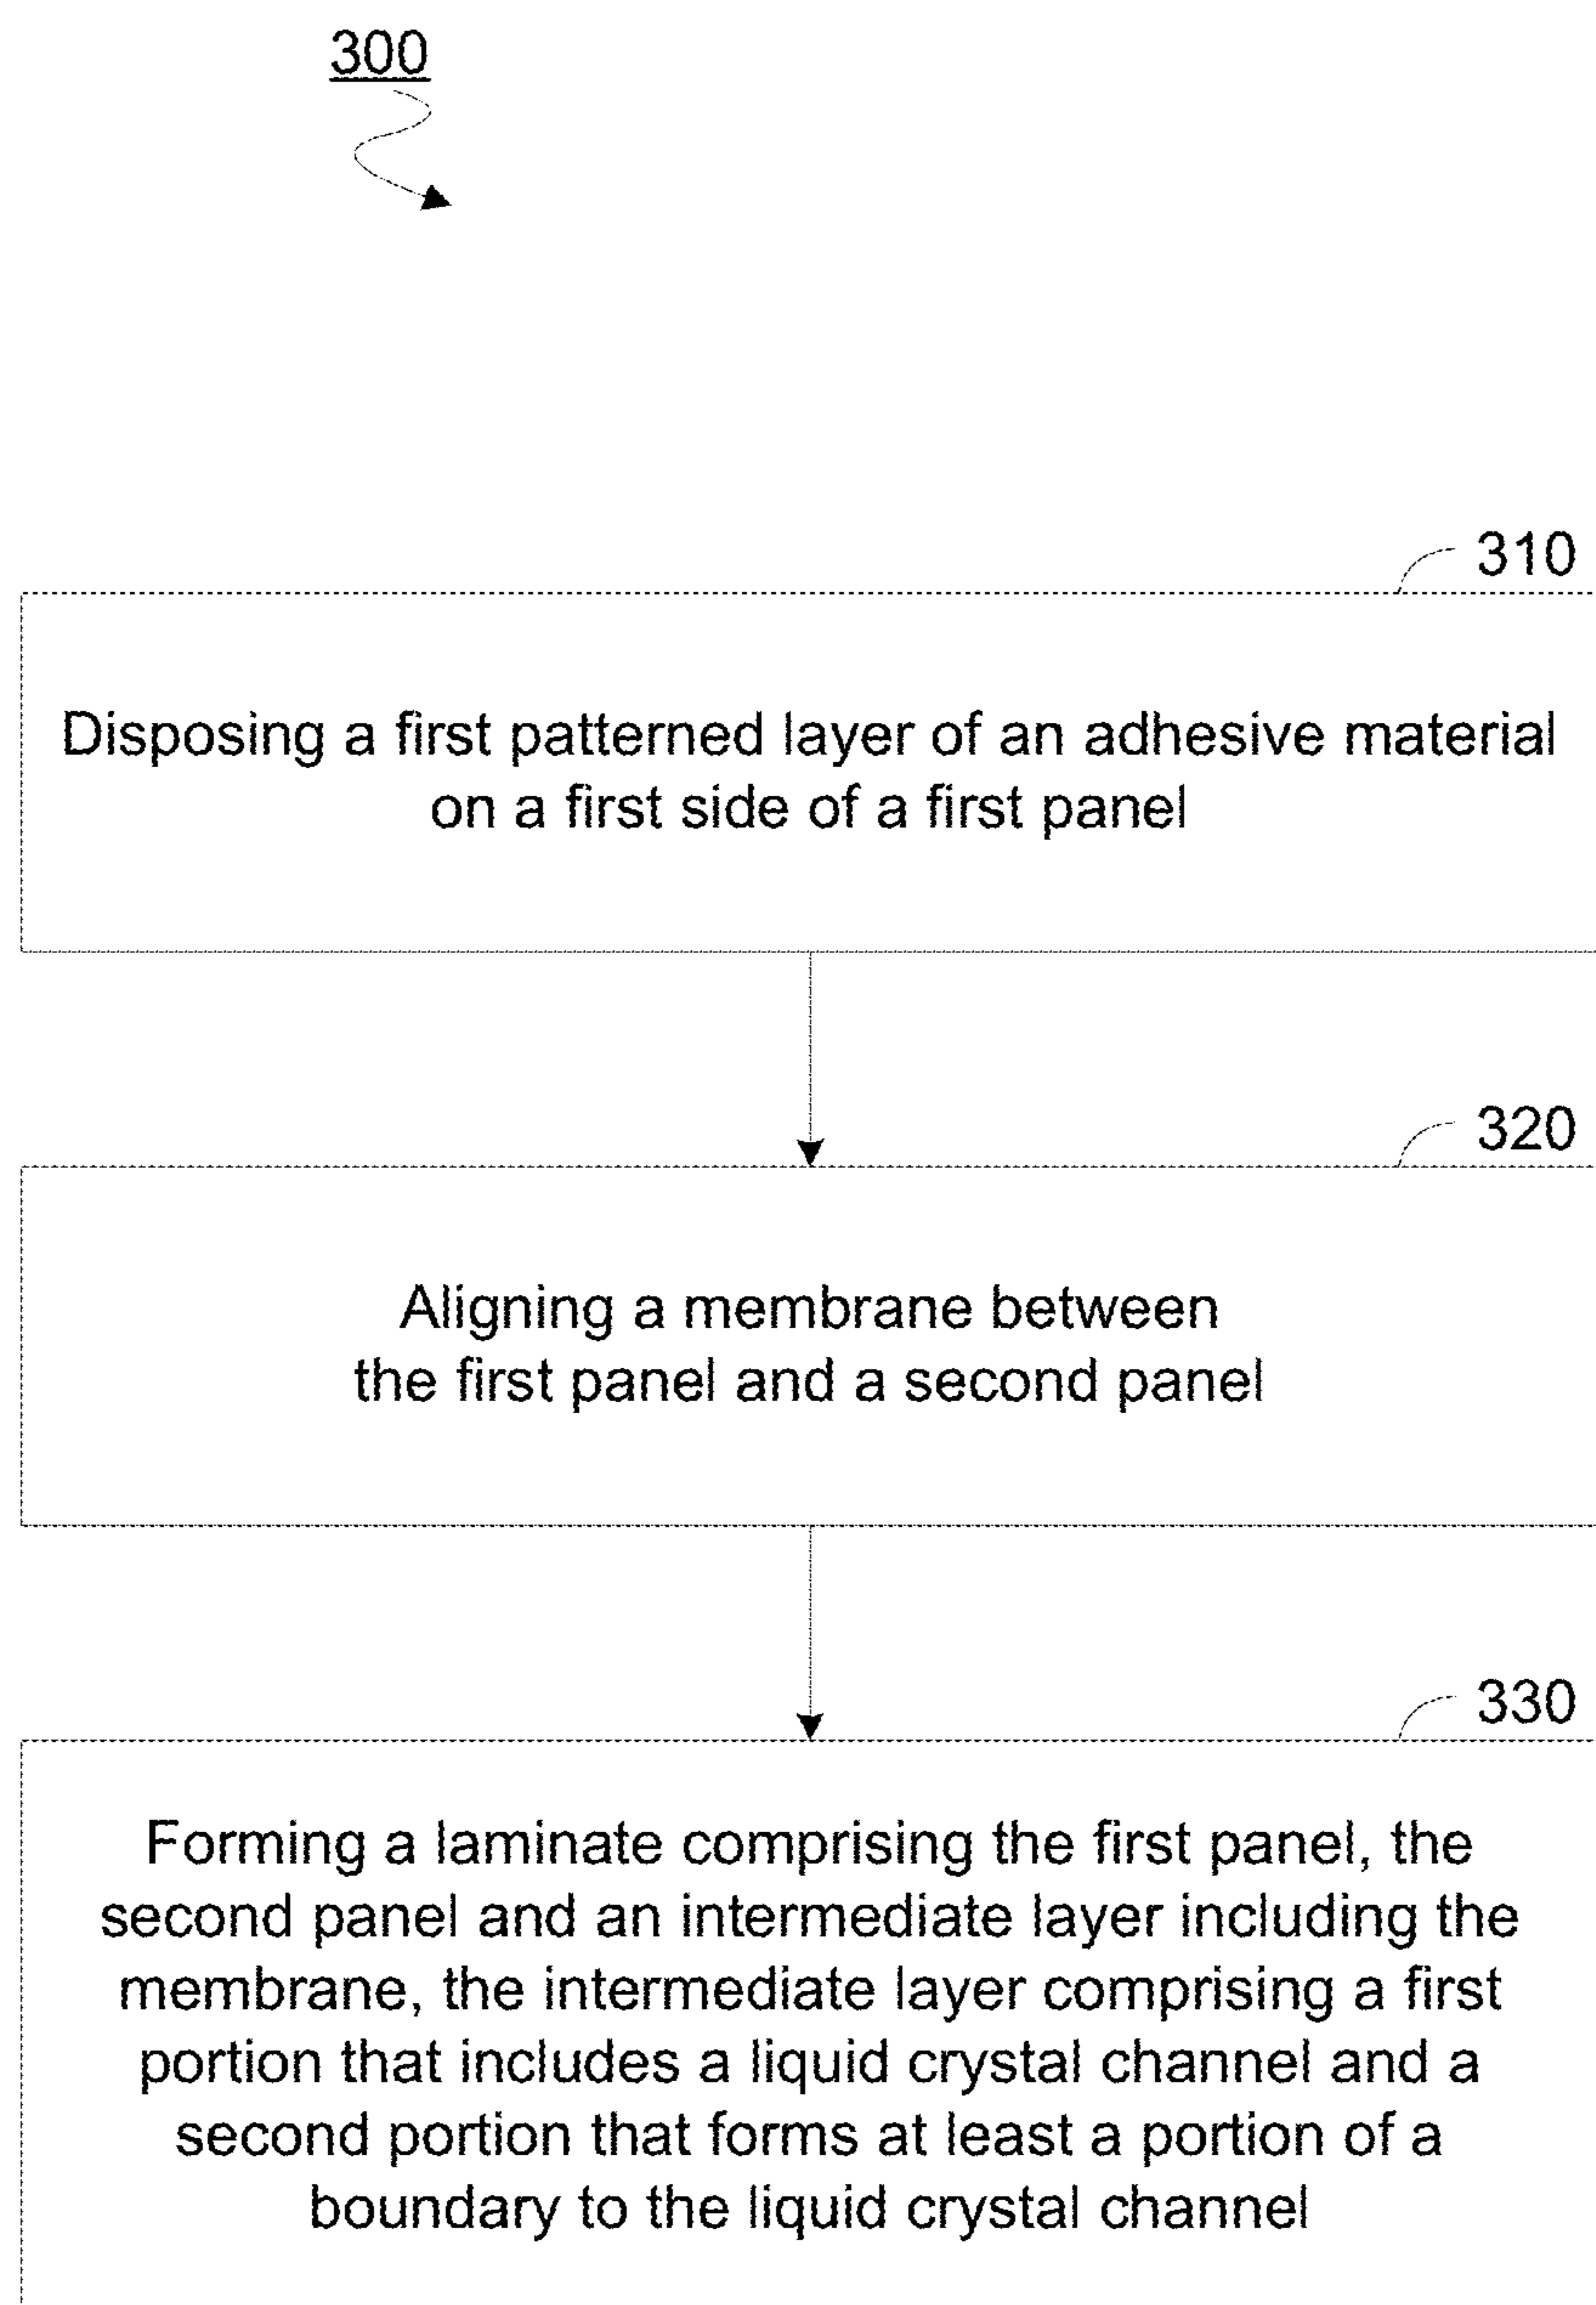 300
310
Disposing a first patterned layer of an adhesive material
on a first side of a first panel
320
Aligning a membrane between
the first panel and a second panel
330
Forming a laminate comprising the first panel, the
second panel and an intermediate layer including the
membrane, the intermediate layer comprising a first
portion that includes a liquid crystal channel and a
second portion that forms at least a portion of a
boundary to the liquid crystal channel